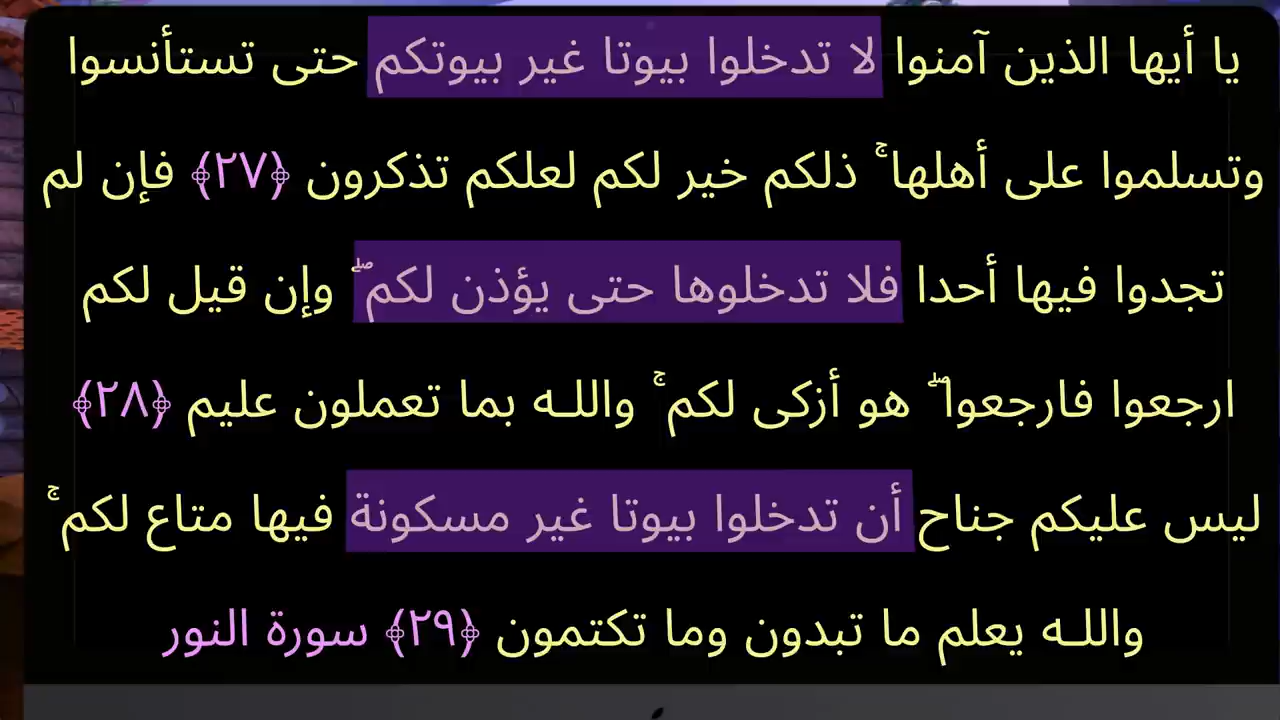 يا أيها الذين آمنوا لا تدخلوا بيوتا غير بيوتكم حتى تستأنسوا
وتسلموا على أهلها ۚ ذلكم خير لكم لعلكم تذكرون ﴿٢٧﴾ فإن لم
تجدوا فيها أحدا فلا تدخلوها حتى يؤذن لكم ۖ وإن قيل لكم
ارجعوا فارجعوا ۖ هو أزكى لكم ۚ واللـه بما تعملون عليم ﴿٢٨﴾
ليس عليكم جناح أن تدخلوا بيوتا غير مسكونة فيها متاع لكم ۚ
واللـه يعلم ما تبدون وما تكتمون ﴿٢٩﴾ سورة النور